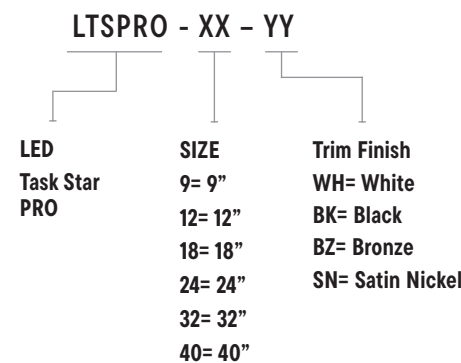 LTSPRO - XX – YY
LED
Task Star
PRO
SIZE
9= 9”
12= 12”
18= 18”
24= 24”
32= 32”
40= 40”
Trim Finish
WH= White
BK= Black
BZ= Bronze
SN= Satin Nickel